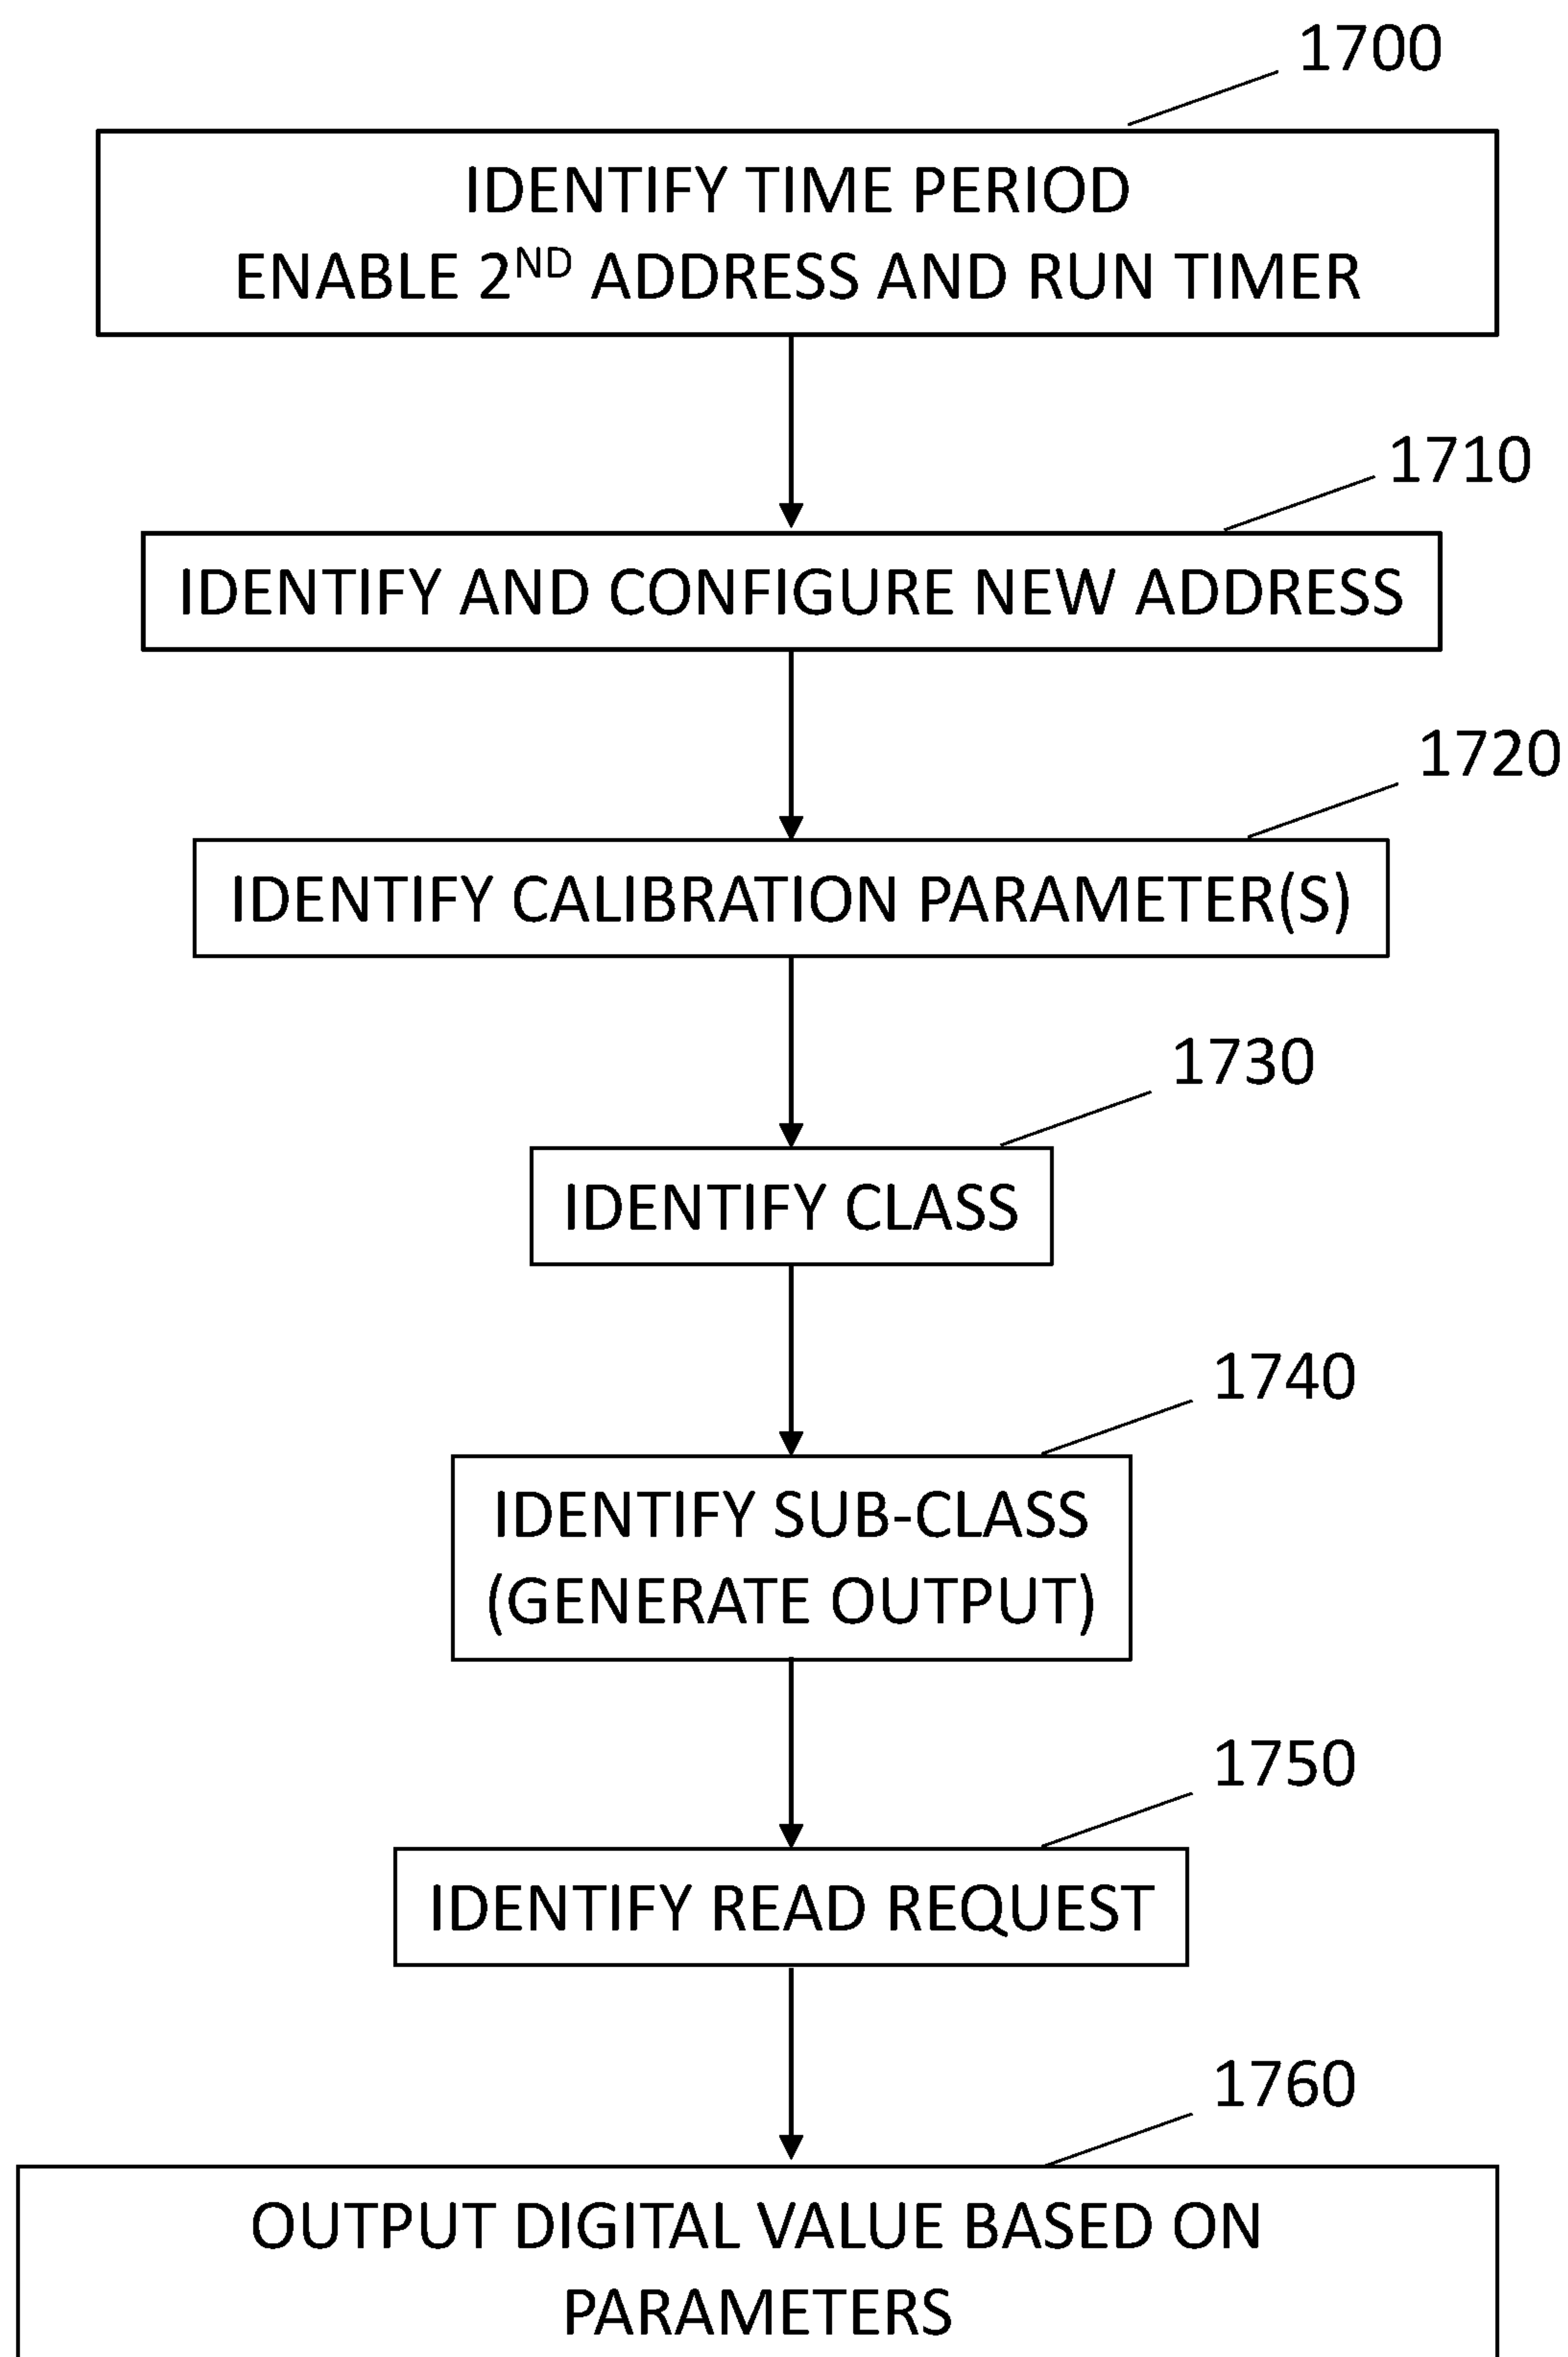 1700
IDENTIFY TIME PERIOD
ENABLE 2ND ADDRESS AND RUN TIMER
1710
IDENTIFY AND CONFIGURE NEW ADDRESS
1720
IDENTIFY CALIBRATION PARAMETER(S)
1730
IDENTIFY CLASS
1740
IDENTIFY SUB-CLASS
(GENERATE OUTPUT)
1750
IDENTIFY READ REQUEST
1760
OUTPUT DIGITAL VALUE BASED ON
PARAMETERS